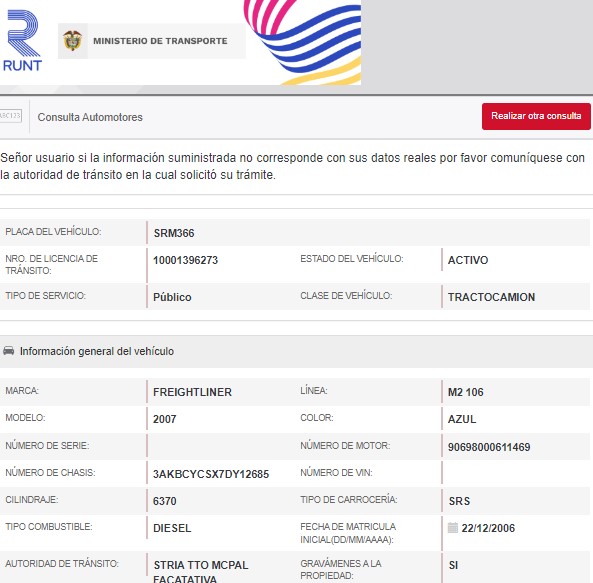 RUNT
MINISTERIO DE TRANSPORTE
ABC123
Consulta Automotores
Realizar otra consulta
Señor usuario si la información suministrada no corresponde con sus datos reales por favor comuníquese con
la autoridad de tránsito en la cual solicitó su trámite.
PLACA DEL VEHÍCULO: SRM366
NRO. DE LICENCIA DE
TRÁNSITO: 10001396273 ESTADO DEL VEHÍCULO: ACTIVO
TIPO DE SERVICIO: Público CLASE DE VEHÍCULO: TRACTOCAMION
Información general del vehículo
MARCA: FREIGHTLINER LÍNEA: M2 106
MODELO: 2007 COLOR: AZUL
NÚMERO DE SERIE: NÚMERO DE MOTOR: 90698000611469
NÚMERO DE CHASIS: 3AKBCYCSX7DY12685 NÚMERO DE VIN:
CILINDRAJE: 6370 TIPO DE CARROCERÍA: SRS
TIPO COMBUSTIBLE: DIESEL FECHA DE MATRICULA
INICIAL(DD/MM/AAAA): 22/12/2006
AUTORIDAD DE TRÁNSITO: STRIA TTO MCPAL GRAVÁMENES A LA SI
FACATATIVA PROPIEDAD: